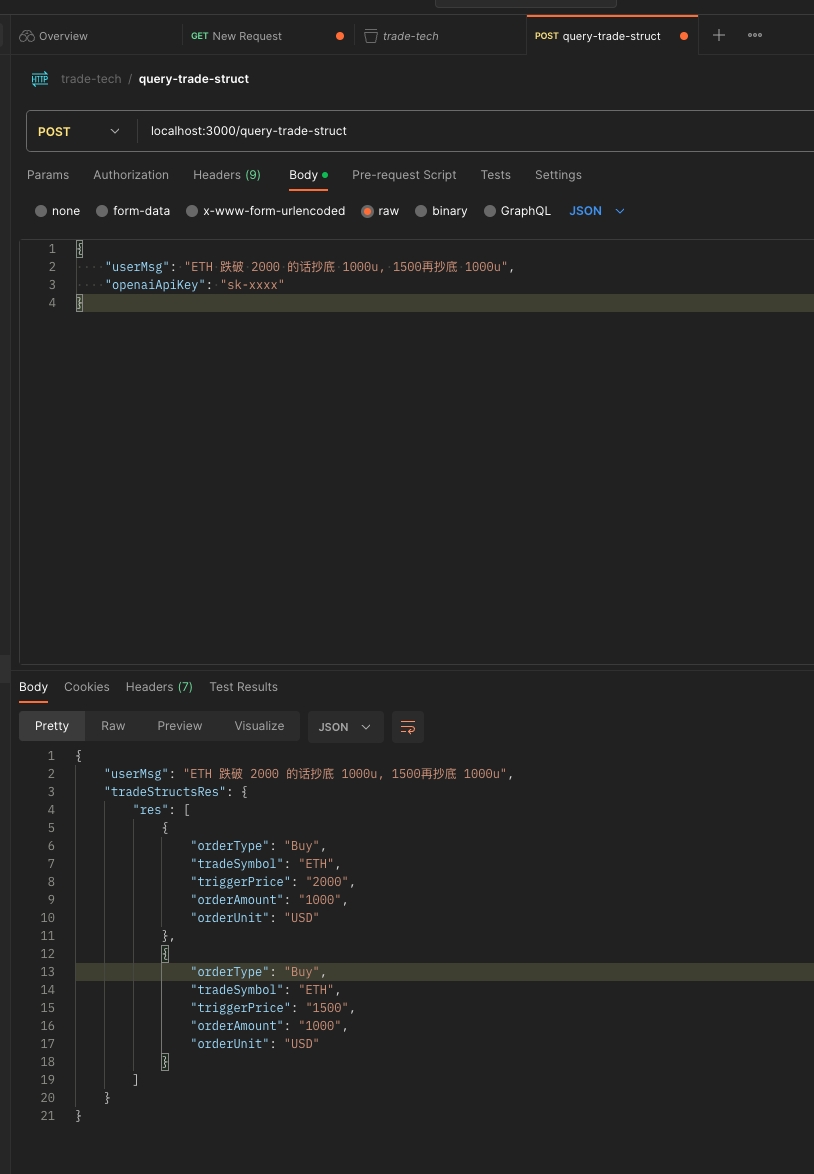 Overview
GET New Request
trade-tech
POST query-trade-struct
HTTP trade-tech / query-trade-struct
POST localhost:3000/query-trade-struct
Params Authorization Headers (9) Body Pre-request Script Tests Settings
none form-data x-www-form-urlencoded raw binary GraphQL JSON
1 {
2 ····"userMsg":·"ETH·跌破·2000·的话抄底·1000u,·1500再抄底·1000u",
3 ····"openaiApiKey":·"sk-xxxx"
4 }
Body Cookies Headers (7) Test Results
Pretty Raw Preview Visualize JSON
1 {
2 "userMsg": "ETH 跌破 2000 的话抄底 1000u, 1500再抄底 1000u",
3 "tradeStructsRes": {
4 "res": [
5 {
6 "orderType": "Buy",
7 "tradeSymbol": "ETH",
8 "triggerPrice": "2000",
9 "orderAmount": "1000",
10 "orderUnit": "USD"
11 },
12 {
13 "orderType": "Buy",
14 "tradeSymbol": "ETH",
15 "triggerPrice": "1500",
16 "orderAmount": "1000",
17 "orderUnit": "USD"
18 }
19 ]
20 }
21 }